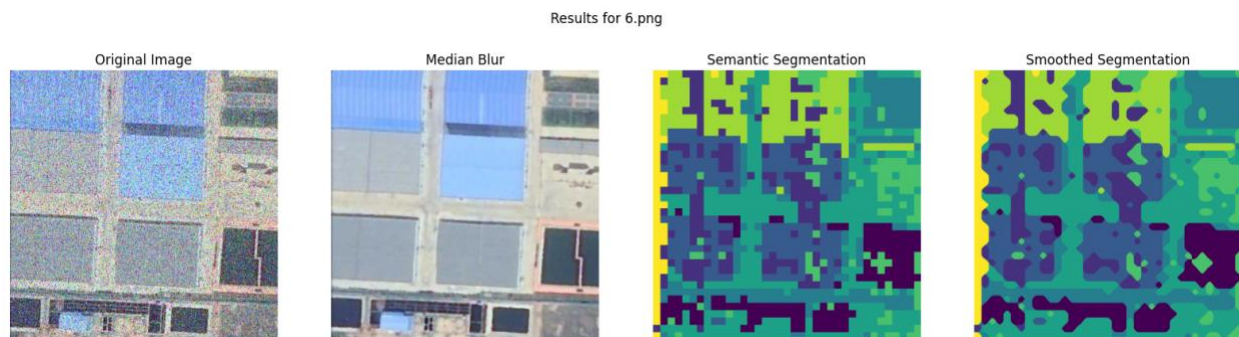 Results for 6.png
Original Image
Median Blur
Semantic Segmentation
Smoothed Segmentation